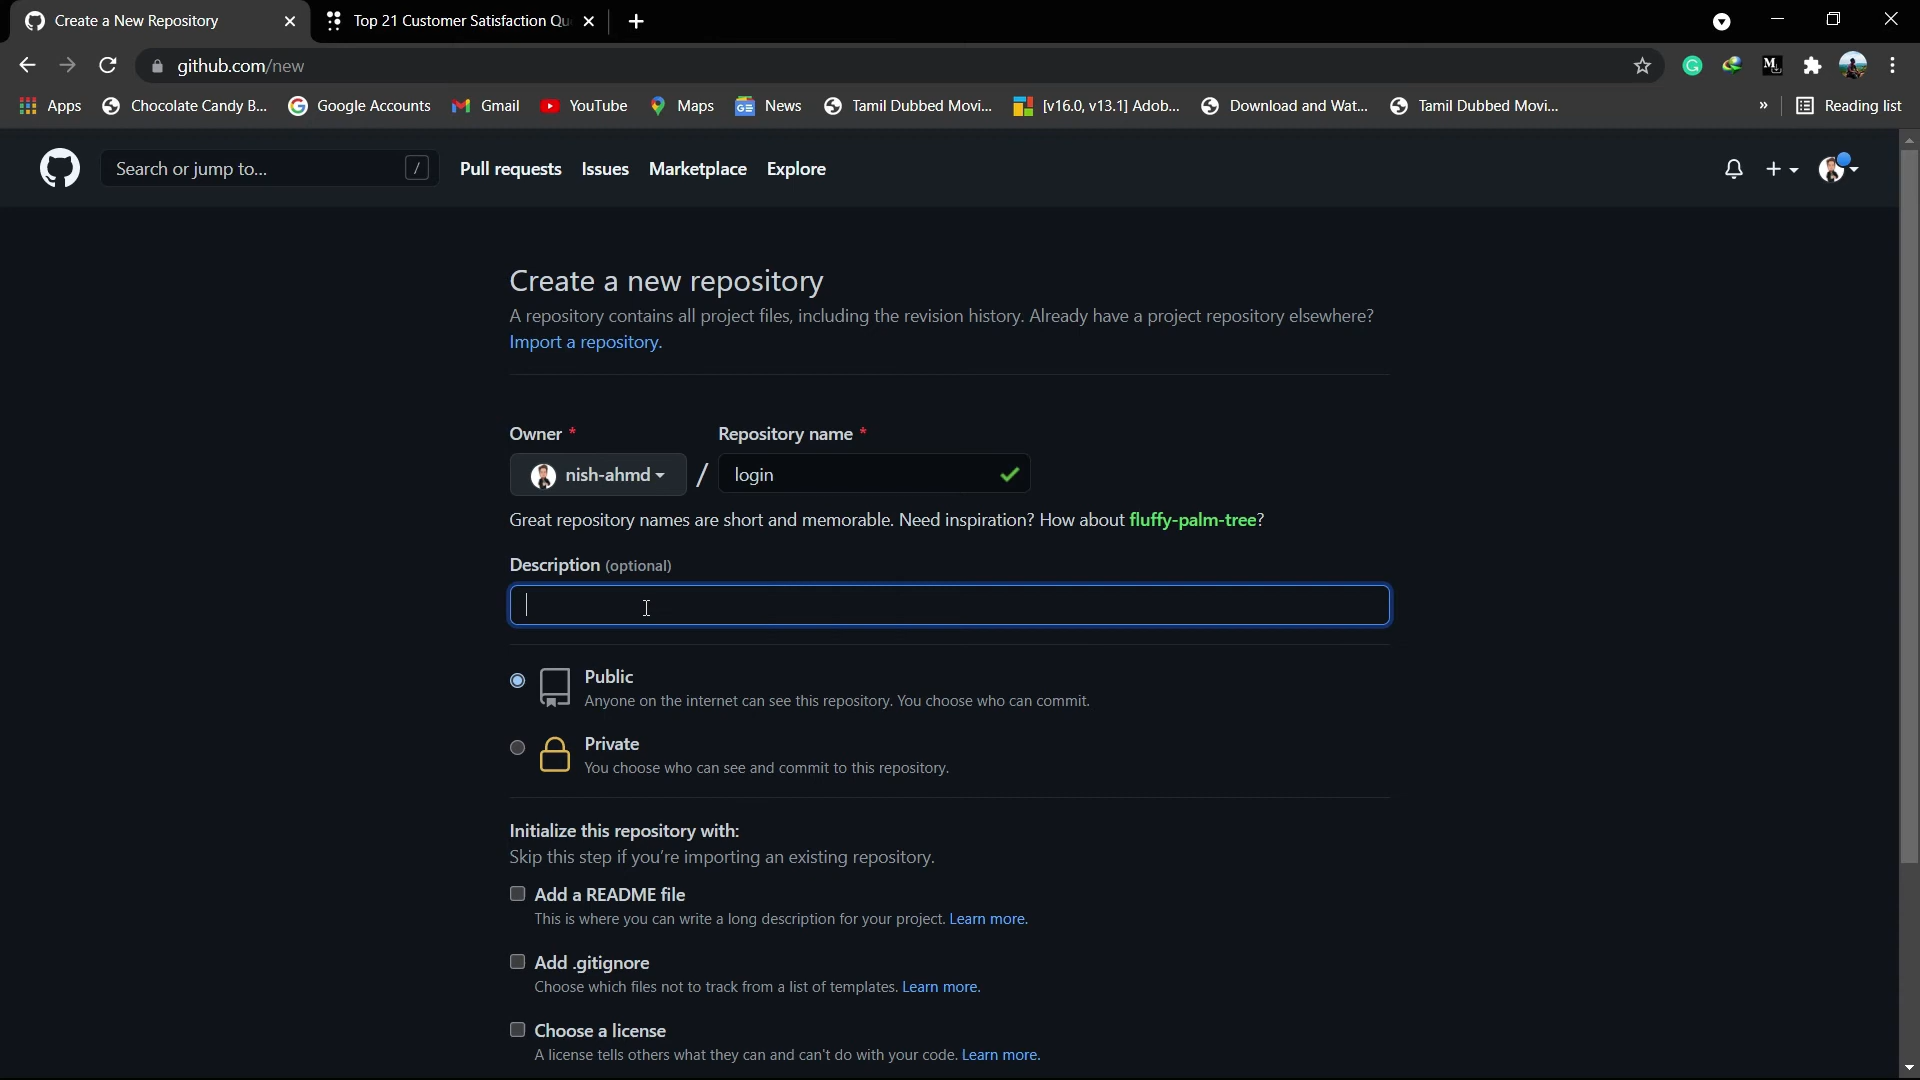 Create a New Repository
Top 21 Customer Satisfaction Qu
github.com/new
Apps Chocolate Candy B... Google Accounts Gmail YouTube Maps News Tamil Dubbed Movi... [v16.0, v13.1] Adob... Download and Wat... Tamil Dubbed Movi... » Reading list
Search or jump to... / Pull requests Issues Marketplace Explore
Create a new repository
A repository contains all project files, including the revision history. Already have a project repository elsewhere?
Import a repository.
Owner * Repository name *
nish-ahmd / login
Great repository names are short and memorable. Need inspiration? How about fluffy-palm-tree?
Description (optional)
Public
Anyone on the internet can see this repository. You choose who can commit.
Private
You choose who can see and commit to this repository.
Initialize this repository with:
Skip this step if you're importing an existing repository.
Add a README file
This is where you can write a long description for your project. Learn more.
Add .gitignore
Choose which files not to track from a list of templates. Learn more.
Choose a license
A license tells others what they can and can't do with your code. Learn more.